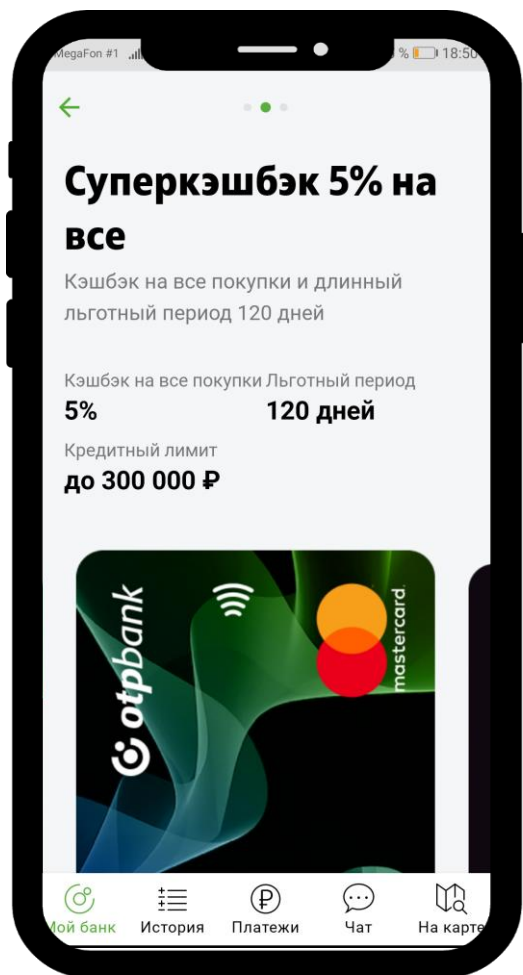 MegaFon #1
% 18:50
Суперкэшбэк 5% на
все
Кэшбэк на все покупки и длинный
льготный период 120 дней
Кэшбэк на все покупки Льготный период
5% 120 дней
Кредитный лимит
до 300 000 ₽
otpbank
mastercard.
Мой банк История Платежи Чат На карте